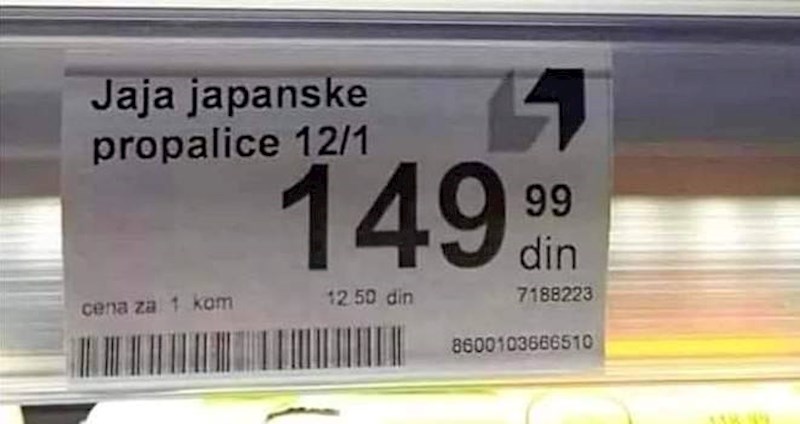 Jaja japanske
propalice 12/1
149 99
din
cena za 1 kom 12 50 din 7188223
8600103666510